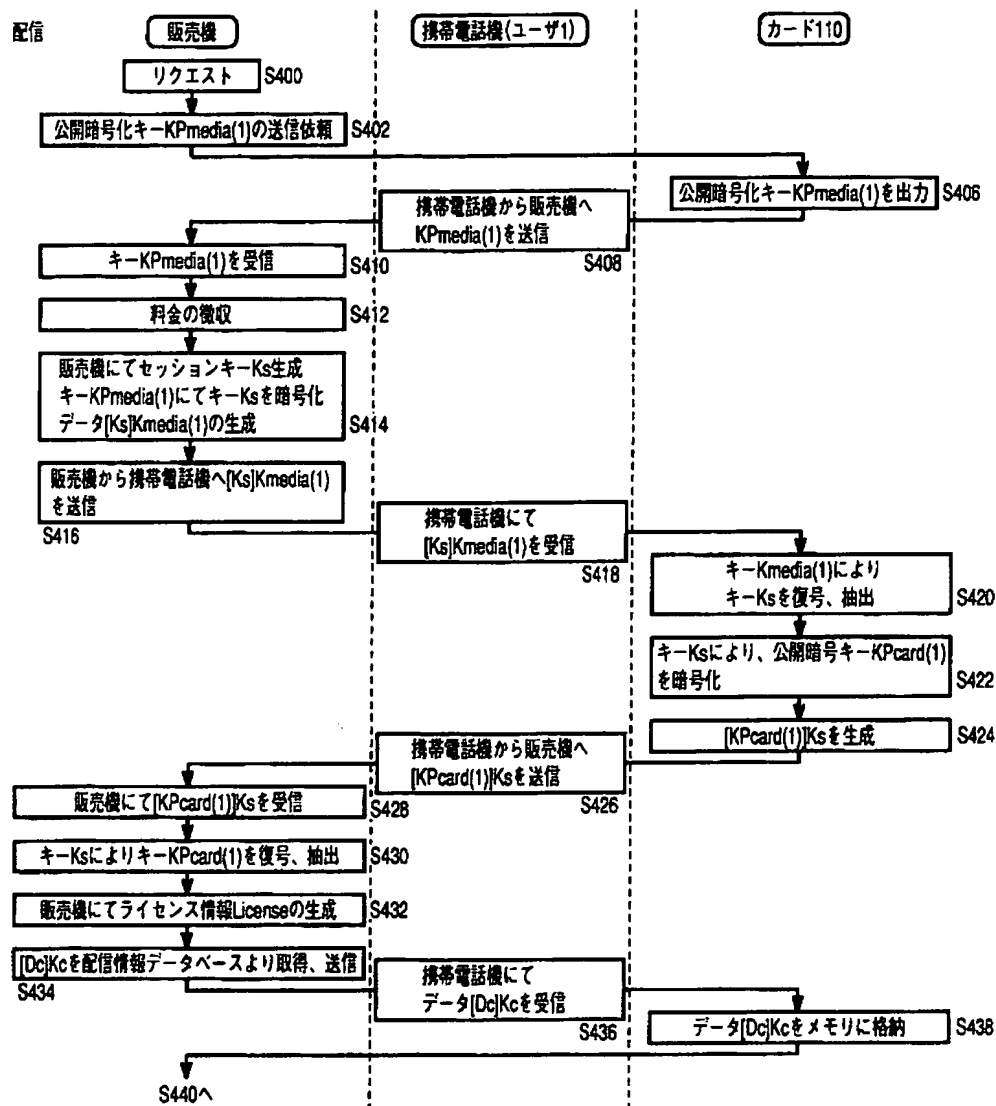 配信
販売機
携帯電話機(ユーザ1)
カード110
リクエスト
S400
公開暗号化キーKPmedia(1)の送信依頼
S402
公開暗号化キーKPmedia(1)を出力
S406
携帯電話機から販売機へ
KPmedia(1)を送信
S408
キーKPmedia(1)を受信
S410
料金の徴収
S412
販売機にてセッションキーKs生成
キーKPmedia(1)にてキーKsを暗号化
データ[Ks]Kmedia(1)の生成
S414
販売機から携帯電話機へ[Ks]Kmedia(1)
を送信
S416
携帯電話機にて
[Ks]Kmedia(1)を受信
S418
キーKmedia(1)により
キーKsを復号、抽出
S420
キーKsにより、公開暗号キーKPcard(1)
を暗号化
S422
[KPcard(1)]Ksを生成
S424
携帯電話機から販売機へ
[KPcard(1)]Ksを送信
S426
販売機にて[KPcard(1)]Ksを受信
S428
キーKsによりキーKPcard(1)を復号、抽出
S430
販売機にてライセンス情報Licenseの生成
S432
[Dc]Kcを配信情報データベースより取得、送信
S434
携帯電話機にて
データ[Dc]Kcを受信
S436
データ[Dc]Kcをメモリに格納
S438
S440へ